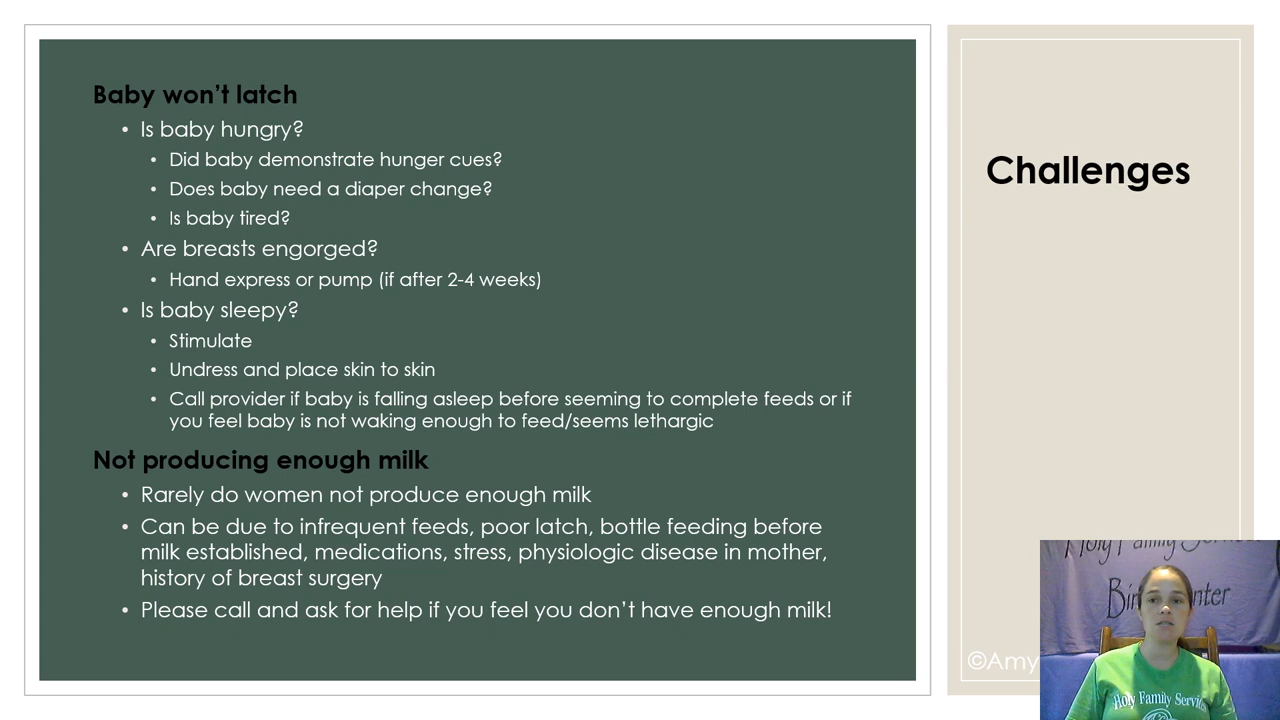 Baby won’t latch
• Is baby hungry?
• Did baby demonstrate hunger cues?
• Does baby need a diaper change?
• Is baby tired?
• Are breasts engorged?
• Hand express or pump (if after 2-4 weeks)
• Is baby sleepy?
• Stimulate
• Undress and place skin to skin
• Call provider if baby is falling asleep before seeming to complete feeds or if
you feel baby is not waking enough to feed/seems lethargic
Not producing enough milk
• Rarely do women not produce enough milk
• Can be due to infrequent feeds, poor latch, bottle feeding before
milk established, medications, stress, physiologic disease in mother,
history of breast surgery
• Please call and ask for help if you feel you don’t have enough milk!
Challenges
©Amy
Holy Family
Holy Family Services